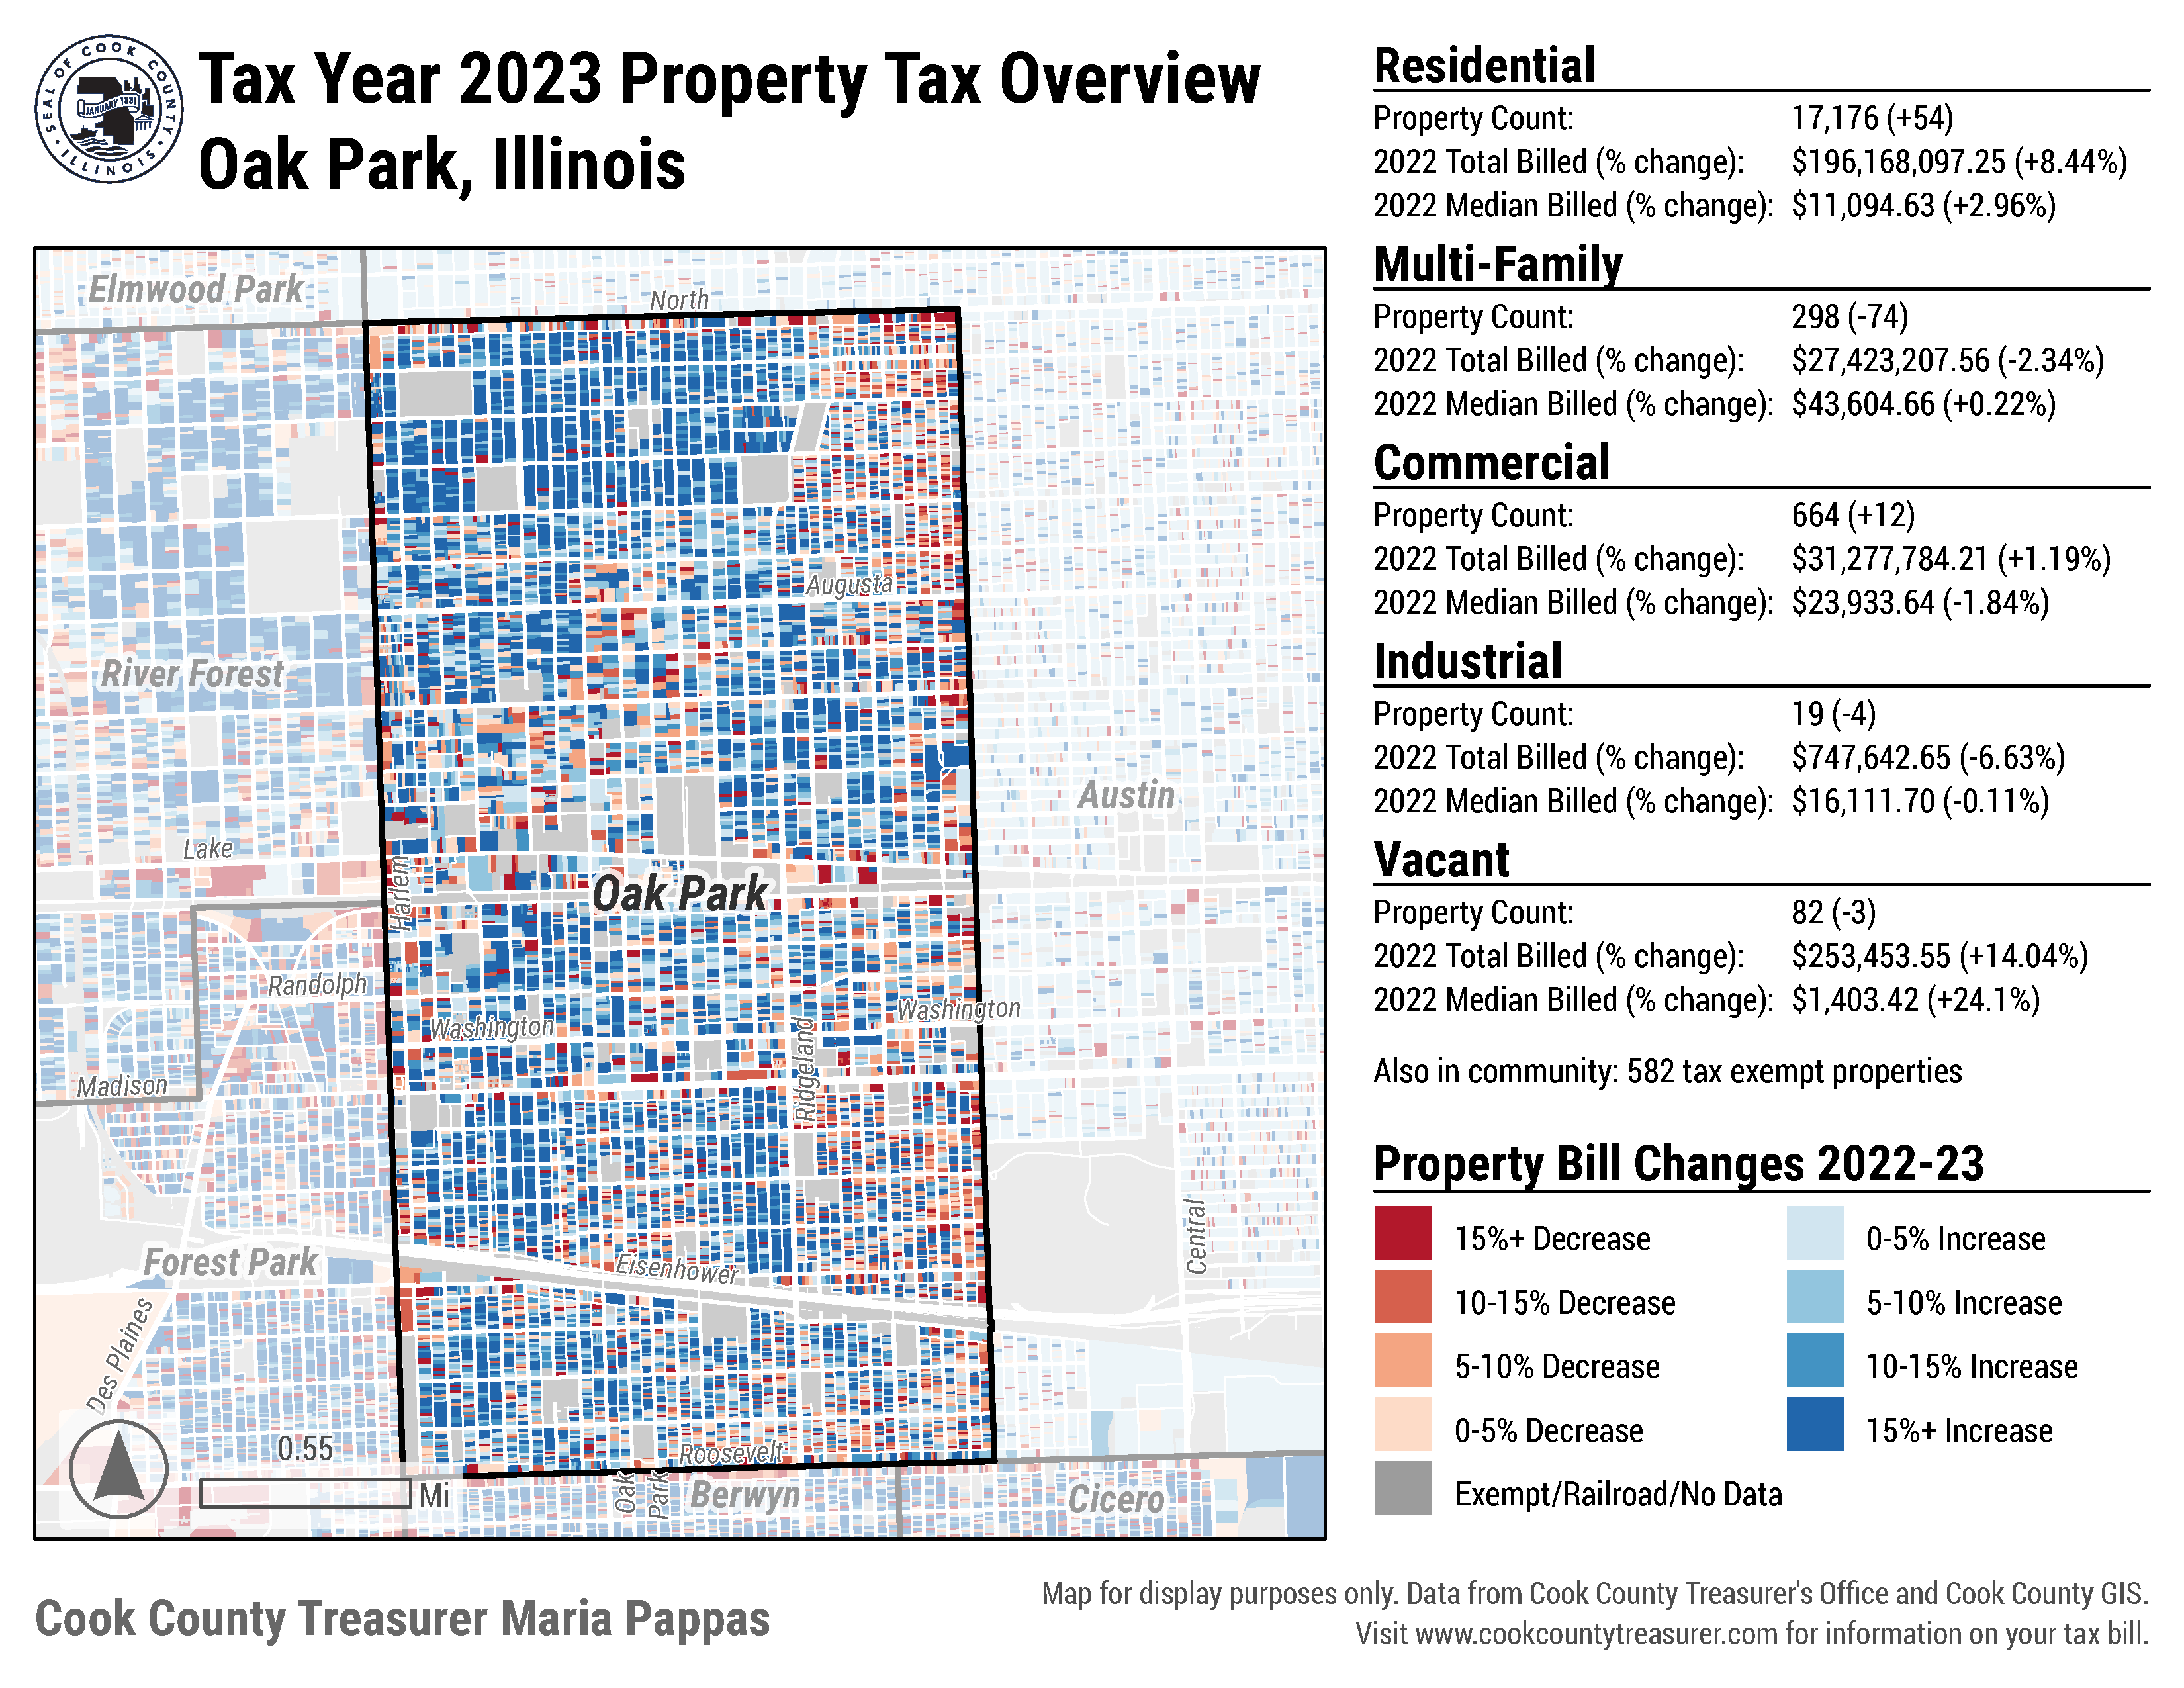 SEAL OF COOK COUNTY
• ILLINOIS •
JANUARY 1831
Tax Year 2023 Property Tax Overview
Oak Park, Illinois
Elmwood Park
North
Augusta
River Forest
Austin
Lake
Harlem
Oak Park
Randolph
Washington
Washington
Madison
Ridgeland
Forest Park
Eisenhower
Central
Des Plaines
0.55
Mi
Roosevelt
Oak Park
Berwyn
Cicero
Residential
Property Count: 17,176 (+54)
2022 Total Billed (% change): $196,168,097.25 (+8.44%)
2022 Median Billed (% change): $11,094.63 (+2.96%)
Multi-Family
Property Count: 298 (-74)
2022 Total Billed (% change): $27,423,207.56 (-2.34%)
2022 Median Billed (% change): $43,604.66 (+0.22%)
Commercial
Property Count: 664 (+12)
2022 Total Billed (% change): $31,277,784.21 (+1.19%)
2022 Median Billed (% change): $23,933.64 (-1.84%)
Industrial
Property Count: 19 (-4)
2022 Total Billed (% change): $747,642.65 (-6.63%)
2022 Median Billed (% change): $16,111.70 (-0.11%)
Vacant
Property Count: 82 (-3)
2022 Total Billed (% change): $253,453.55 (+14.04%)
2022 Median Billed (% change): $1,403.42 (+24.1%)
Also in community: 582 tax exempt properties
Property Bill Changes 2022-23
15%+ Decrease 0-5% Increase
10-15% Decrease 5-10% Increase
5-10% Decrease 10-15% Increase
0-5% Decrease 15%+ Increase
Exempt/Railroad/No Data
Cook County Treasurer Maria Pappas
Map for display purposes only. Data from Cook County Treasurer's Office and Cook County GIS.
Visit www.cookcountytreasurer.com for information on your tax bill.